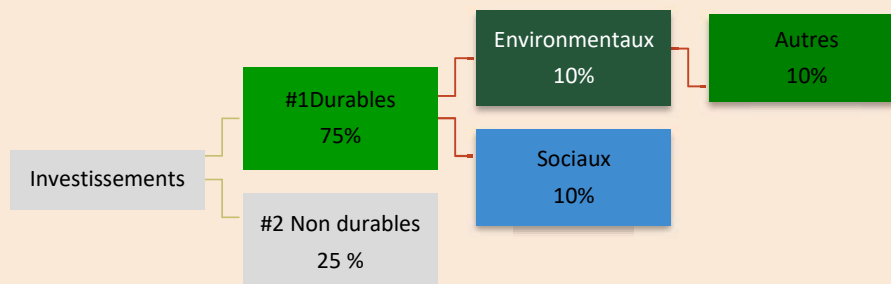 Investissements
#1Durables
75%
#2 Non durables
25 %
Environmentaux
10%
Sociaux
10%
Autres
10%